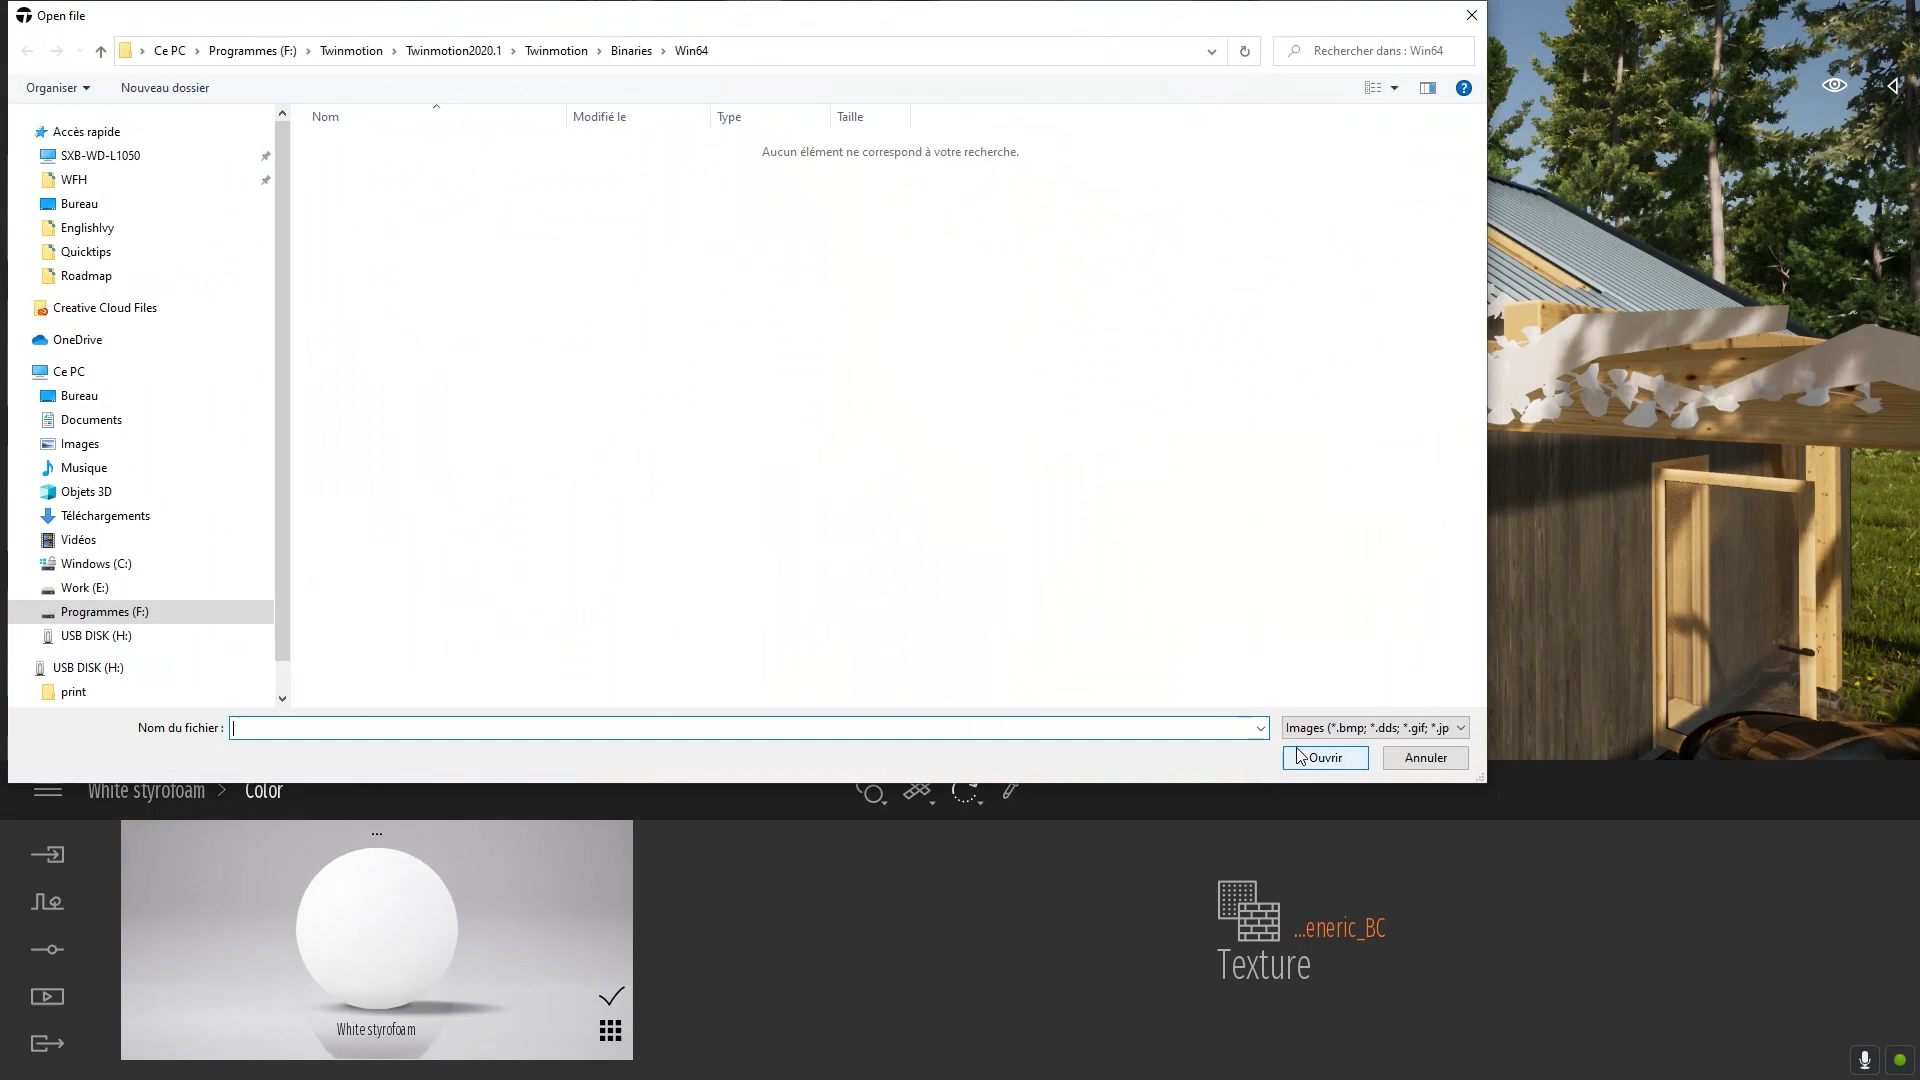 Open file
Ce PC > Programmes (F:) > Twinmotion > Twinmotion2020.1 > Twinmotion > Binaries > Win64
Rechercher dans : Win64
Organiser
Nouveau dossier
Nom
Modifié le
Type
Taille
Aucun élément ne correspond à votre recherche.
Accès rapide
SXB-WD-L1050
WFH
Bureau
EnglishIvy
Quicktips
Roadmap
Creative Cloud Files
OneDrive
Ce PC
Bureau
Documents
Images
Musique
Objets 3D
Téléchargements
Vidéos
Windows (C:)
Work (E:)
Programmes (F:)
USB DISK (H:)
USB DISK (H:)
print
Nom du fichier :
Images (*.bmp; *.dds; *.gif; *.jp
Ouvrir
Annuler
White styrofoam > Color
...
White styrofoam
...eneric_BC
Texture